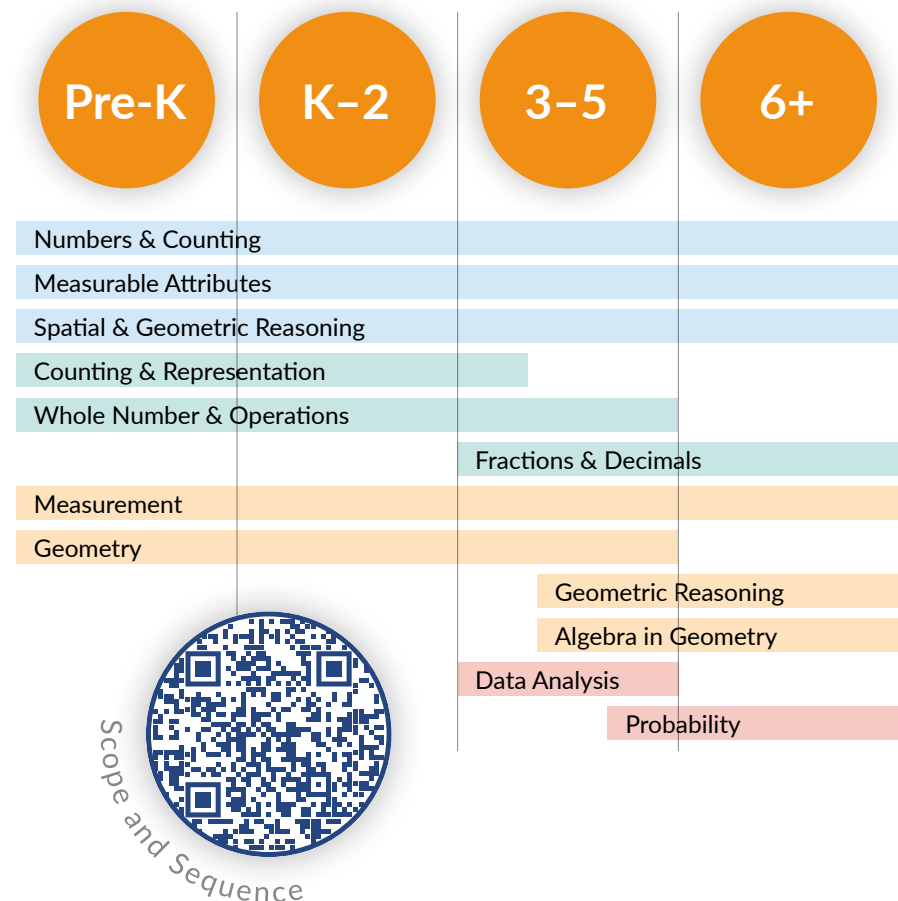 Pre-K
K–2
3–5
6+
Numbers & Counting
Measurable Attributes
Spatial & Geometric Reasoning
Counting & Representation
Whole Number & Operations
Fractions & Decimals
Measurement
Geometry
Geometric Reasoning
Algebra in Geometry
Data Analysis
Probability
Scope and Sequence